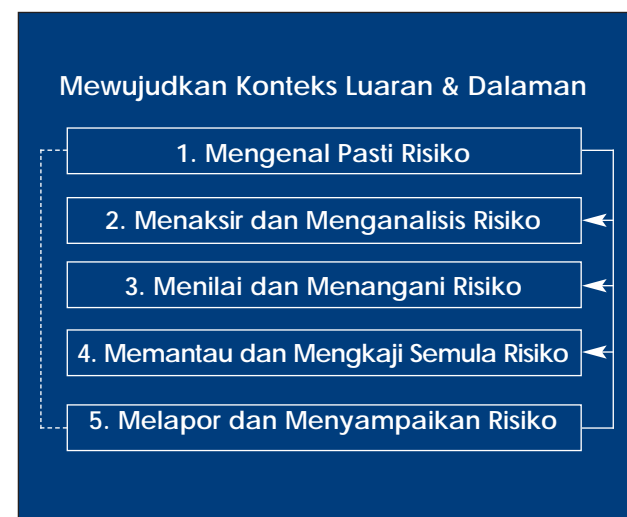 Mewujudkan Konteks Luaran & Dalaman
1. Mengenal Pasti Risiko
2. Menaksir dan Menganalisis Risiko
3. Menilai dan Menangani Risiko
4. Memantau dan Mengkaji Semula Risiko
5. Melapor dan Menyampaikan Risiko